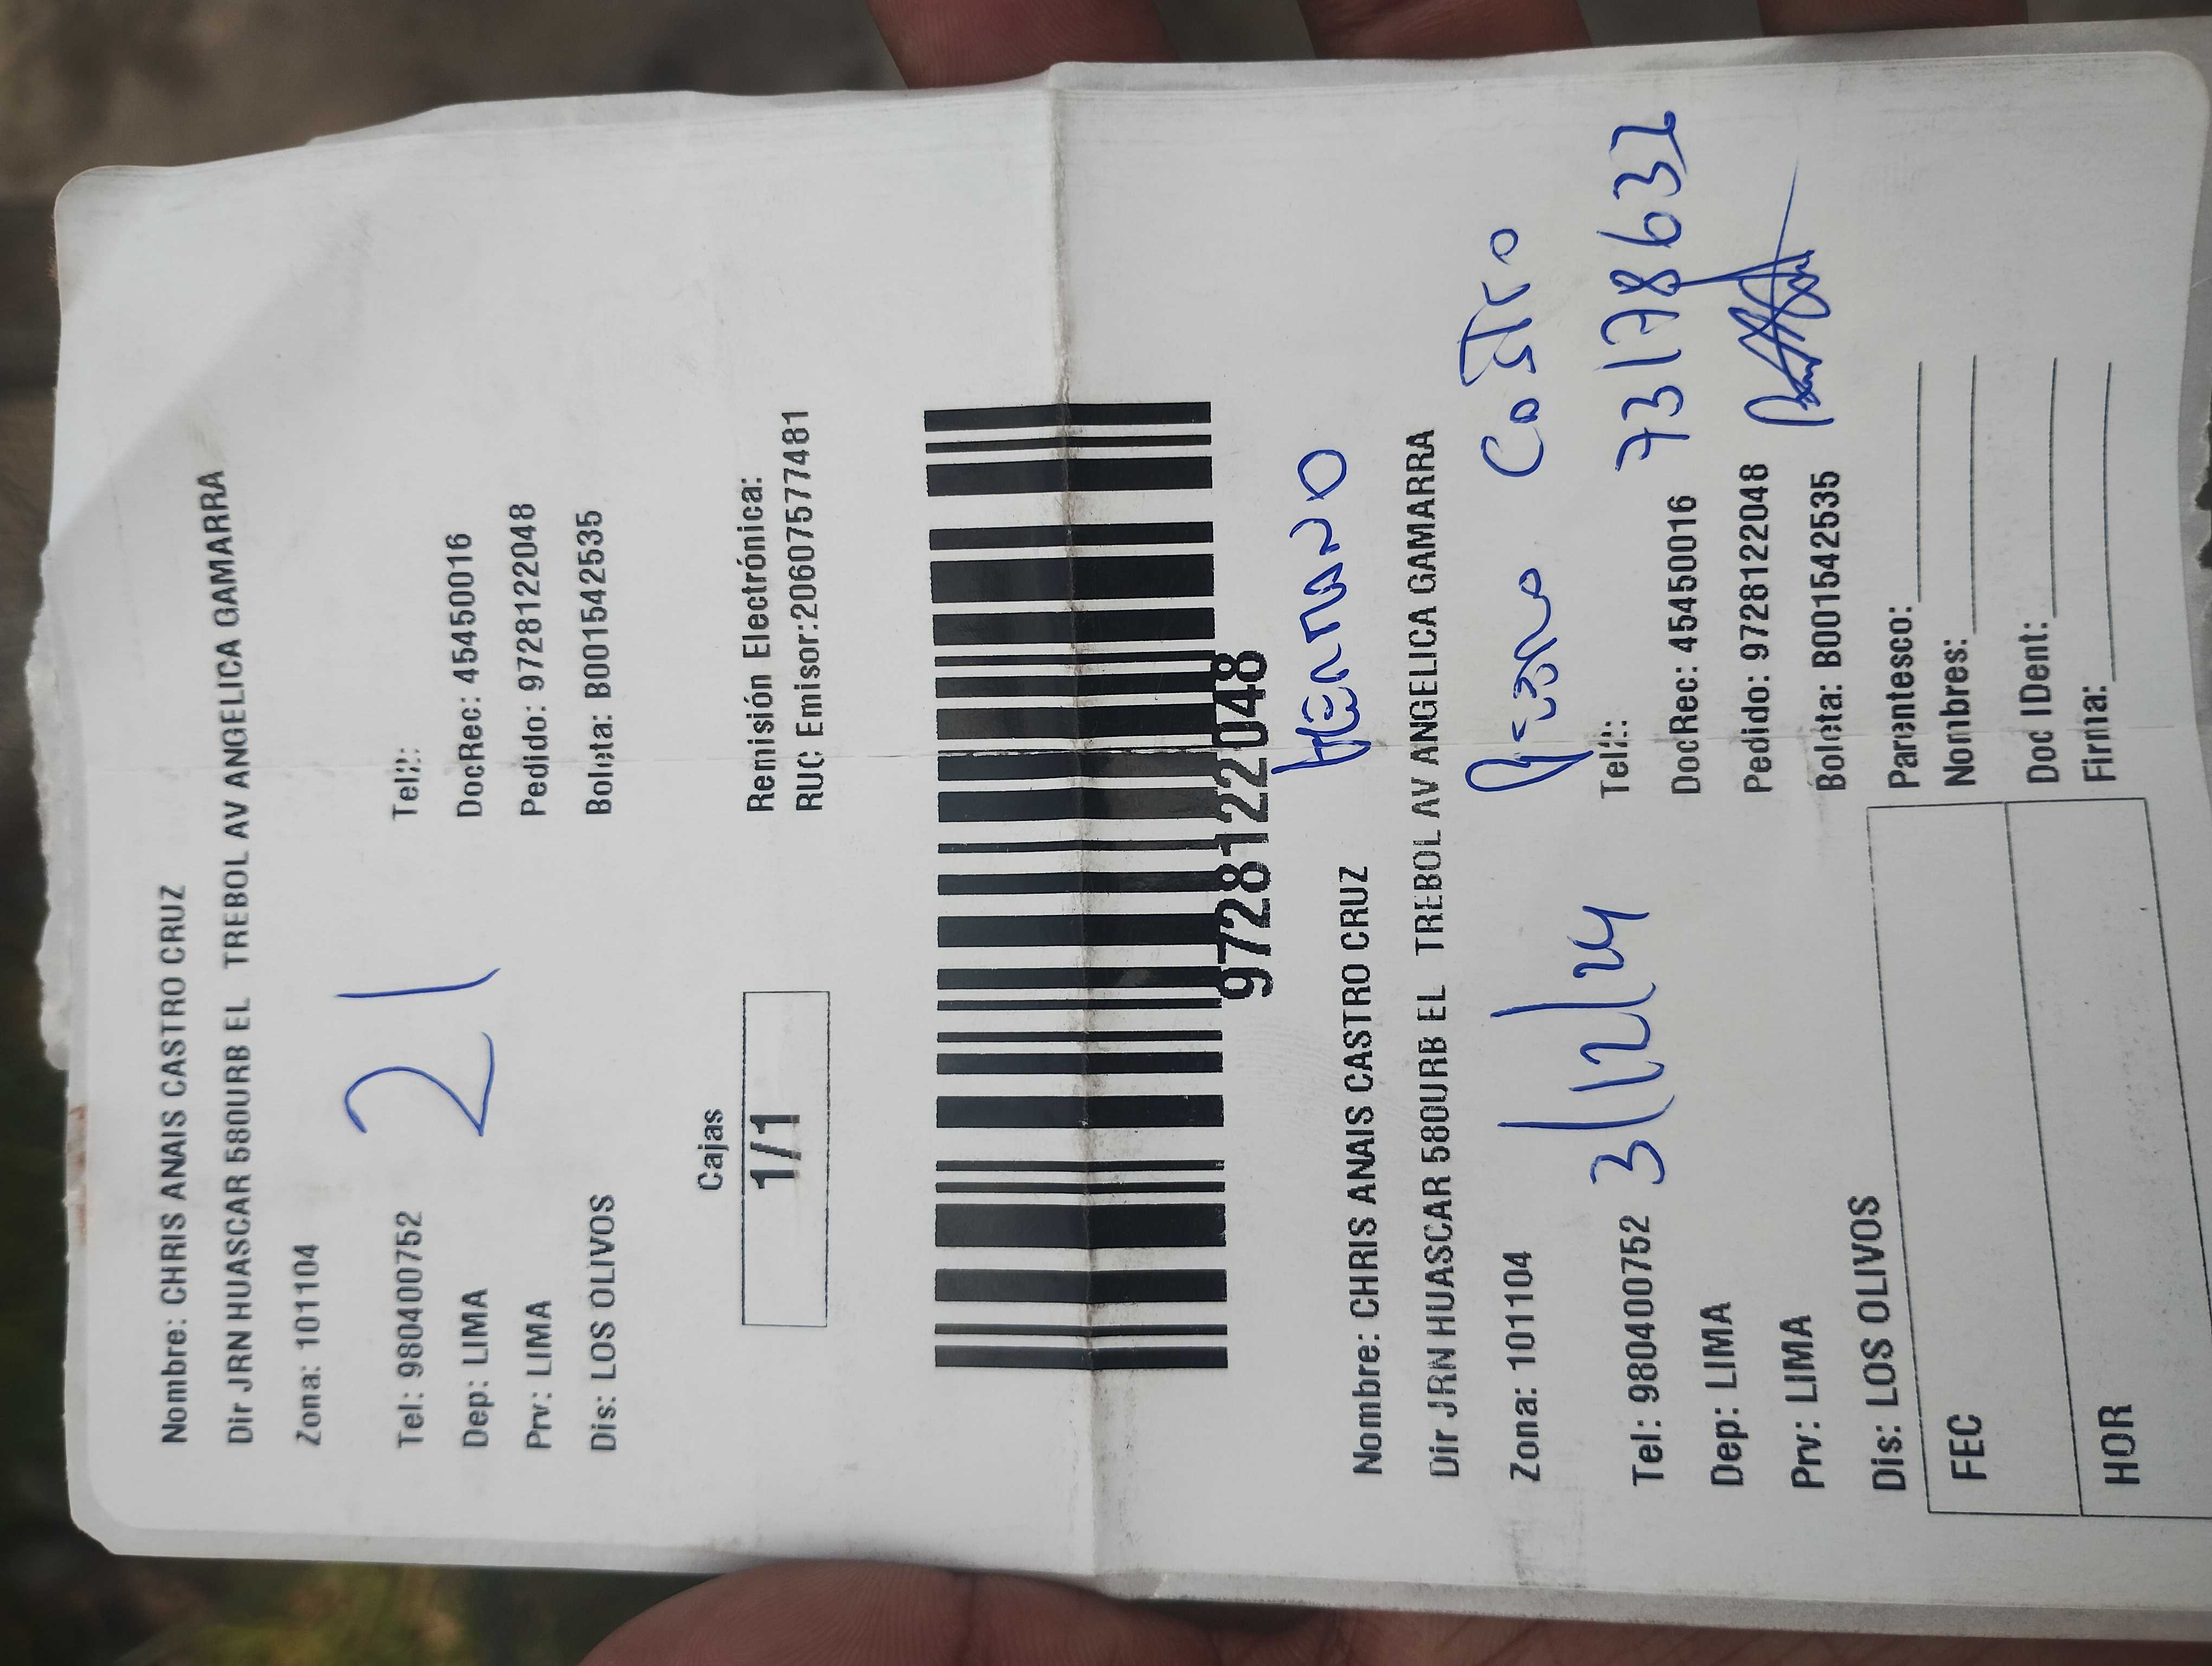 Nombre: CHRIS ANAIS CASTRO CRUZ
Dir JRN HUASCAR 580URB EL TREBOL AV ANGELICA GAMARRA
Zona: 101104
21
Tel: 980400752 Tel2:
Dep: LIMA DocRec: 45450016
Prv: LIMA Pedido: 97281122048
Dis: LOS OLIVOS Boleta: B001542535
Cajas
1/1
Remisión Electrónica:
RUC Emisor:20607577481
97281122048
HERMANO
Nombre: CHRIS ANAIS CASTRO CRUZ
Dir JRN HUASCAR 580URB EL TREBOL AV ANGELICA GAMARRA
Castro
Zona: 101104
3/12/24
Tel: 980400752 Tel2:
73178632
Dep: LIMA DocRec: 45450016
Prv: LIMA Pedido: 97281122048
Dis: LOS OLIVOS Boleta: B001542535
FEC
HOR
Parentesco:
Nombres:
Doc IDent:
Firma: